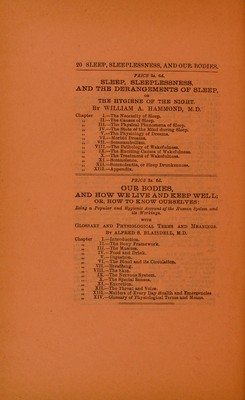 20 SLEEP, SLEEPLESSNESS, AND OUR BODIES.
PRICE 2s. 6d.
SLEEP, SLEEPLESSNESS,
AND THE DERANGEMENTS OF SLEEP,
OR
THE HYGIENE OF THE NIGHT.
By WILLIAM A. HAMMOND, M.D.
Chapter I.—The Necessity of Sleep.
„ II.—The Causes of Sleep.
„ III.—The Physical Phenomena of Sleep.
„ IV.—The State of the Mind during Sleep.
„ V.—The Physiology of Dreams.
„ VI.—Morbid Dreams.
„ VII.—Somnambulism.
„ VIII.—The Pathology of Wakefulness.
„ IX.—The Exciting Causes of Wakefulness.
„ X.—The Treatment of Wakefulness.
„ XI.—Somnolence.
„ XII.—Somnolentia, or Sleep Drunkenness.
„ XIII.—Appendix.
PRICE 2s. 6d.
OUR BODIES,
AND HOW WE LIVE AND KEEP WELL;
OR, HOW TO KNOW OURSELVES:
Being a Popular and Hygienic Account of the Human System and
its Workings.
WITH
GLOSSARY AND PHYSIOLOGICAL TERMS AND MEANINGS.
By ALFRED S. BLAISDELL, M.D.
Chapter I.—Introduction.
„ II.—The Bony Framework.
„ III.—The Muscles.
„ IV.—Food and Drink.
„ V.—Digestion.
„ VI.—The Blood and its Circulation.
„ VII.—Breathing.
„ VIII.—The Skin.
„ IX.—The Nervous System.
„ X.—The Special Senses.
„ XI.—Excretion.
„ XII.—The Throat and Voice.
„ XIII.—Matters of Every Day Health and Emergencies.
„ XIV.—Glossary of Physiological Terms and Names.